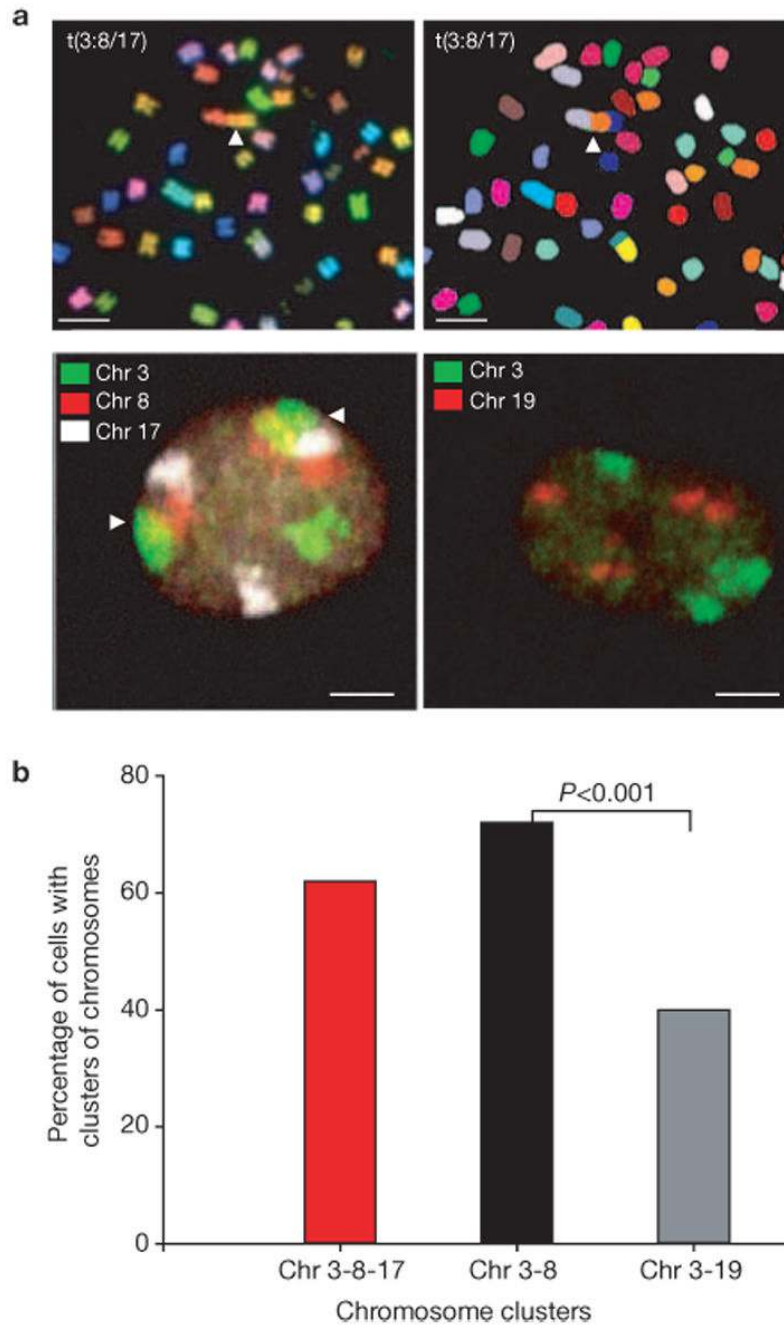 a
t(3:8/17)
t(3:8/17)
Chr 3
Chr 8
Chr 17
Chr 3
Chr 19
b
Percentage of cells with
clusters of chromosomes
80
60
40
20
0
P<0.001
Chr 3-8-17
Chr 3-8
Chr 3-19
Chromosome clusters